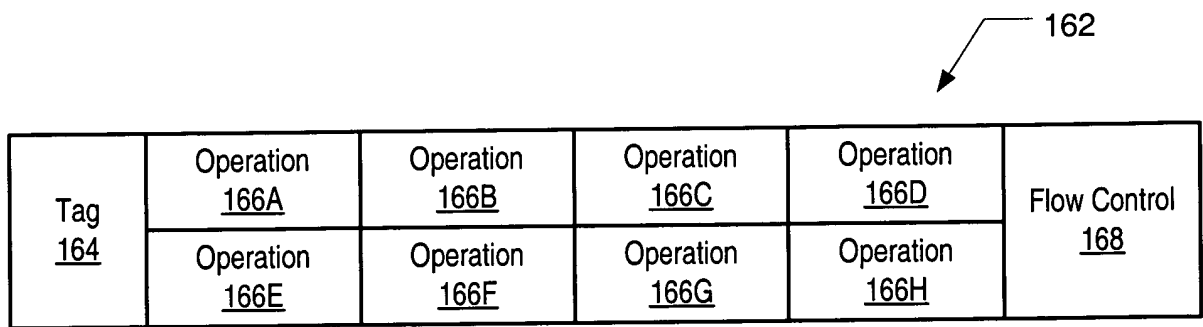 162
Tag
164
Operation
166A
Operation
166B
Operation
166C
Operation
166D
Operation
166E
Operation
166F
Operation
166G
Operation
166H
Flow Control
168